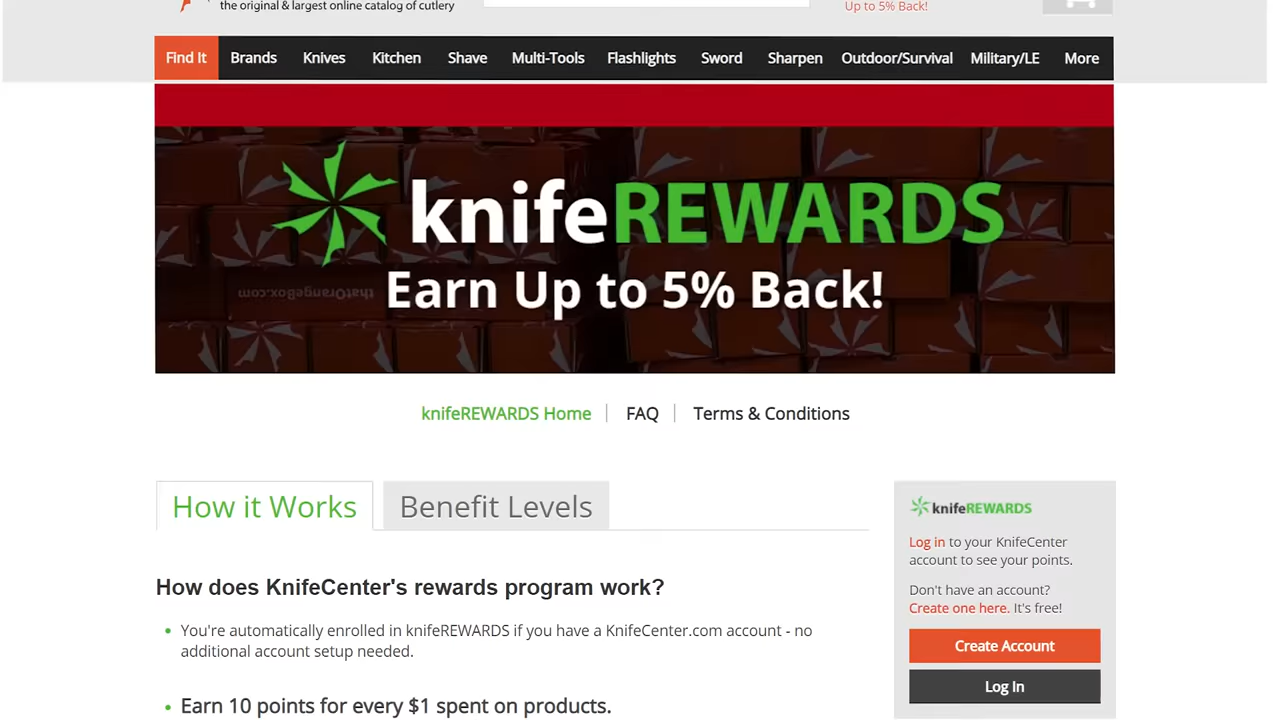 the original & largest online catalog of cutlery
Up to 5% Back!
Find It Brands Knives Kitchen Shave Multi-Tools Flashlights Sword Sharpen Outdoor/Survival Military/LE More
knifeREWARDS
thatOrangeBox.com
Earn Up to 5% Back!
knifeREWARDS Home FAQ Terms & Conditions
How it Works Benefit Levels
How does KnifeCenter's rewards program work?
You're automatically enrolled in knifeREWARDS if you have a KnifeCenter.com account - no
additional account setup needed.
Earn 10 points for every $1 spent on products.
knifeREWARDS
Log in to your KnifeCenter
account to see your points.
Don't have an account?
Create one here. It's free!
Create Account
Log In